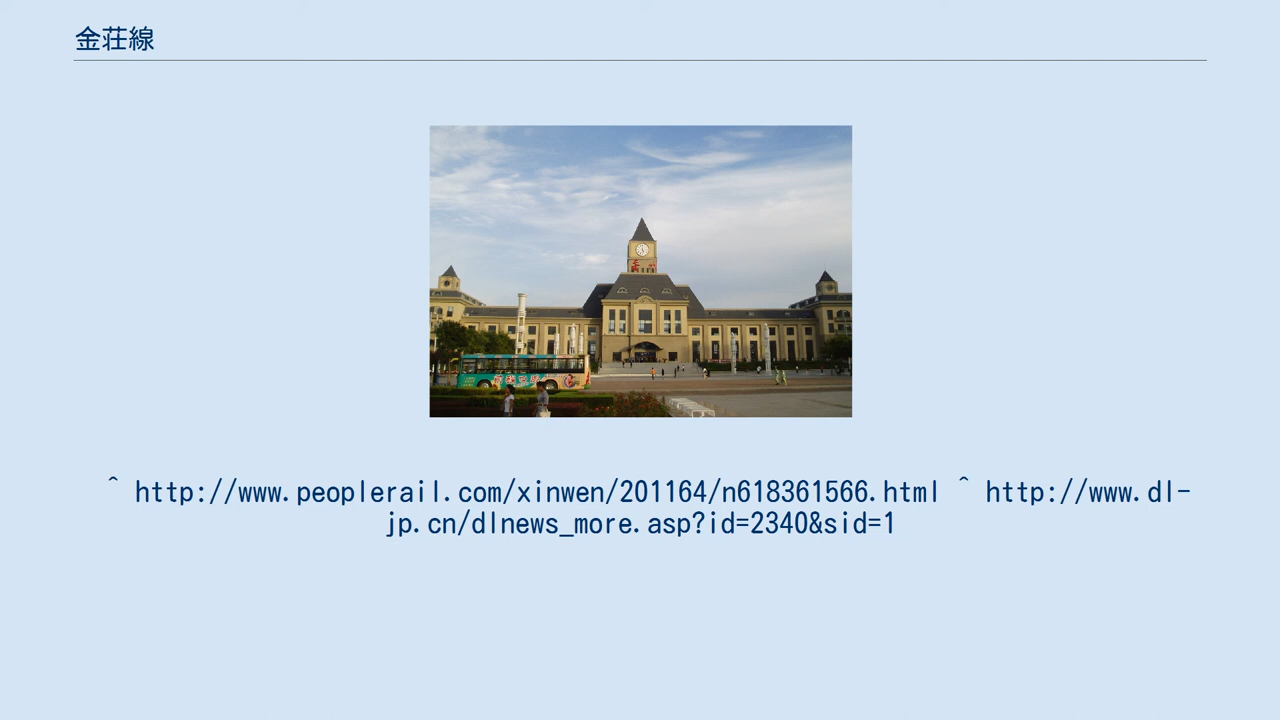 金荘線
^ http://www.peoplerail.com/xinwen/201164/n618361566.html ^ http://www.dl-
jp.cn/dlnews_more.asp?id=2340&sid=1